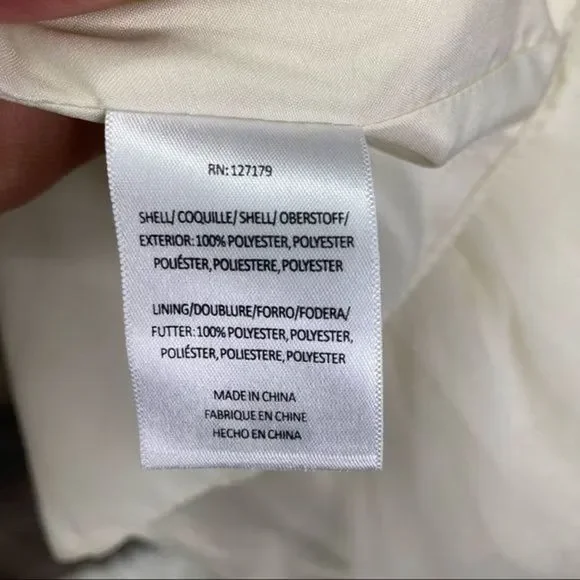 RN: 127179
SHELL/ COQUILLE/ SHELL/ OBERSTOFF/
EXTERIOR: 100% POLYESTER, POLYESTER
POLIÉSTER, POLIESTERE, POLYESTER
LINING/DOUBLURE/FORRO/FODERA/
FUTTER: 100% POLYESTER, POLYESTER,
POLIÉSTER, POLIESTERE, POLYESTER
MADE IN CHINA
FABRIQUE EN CHINE
HECHO EN CHINA